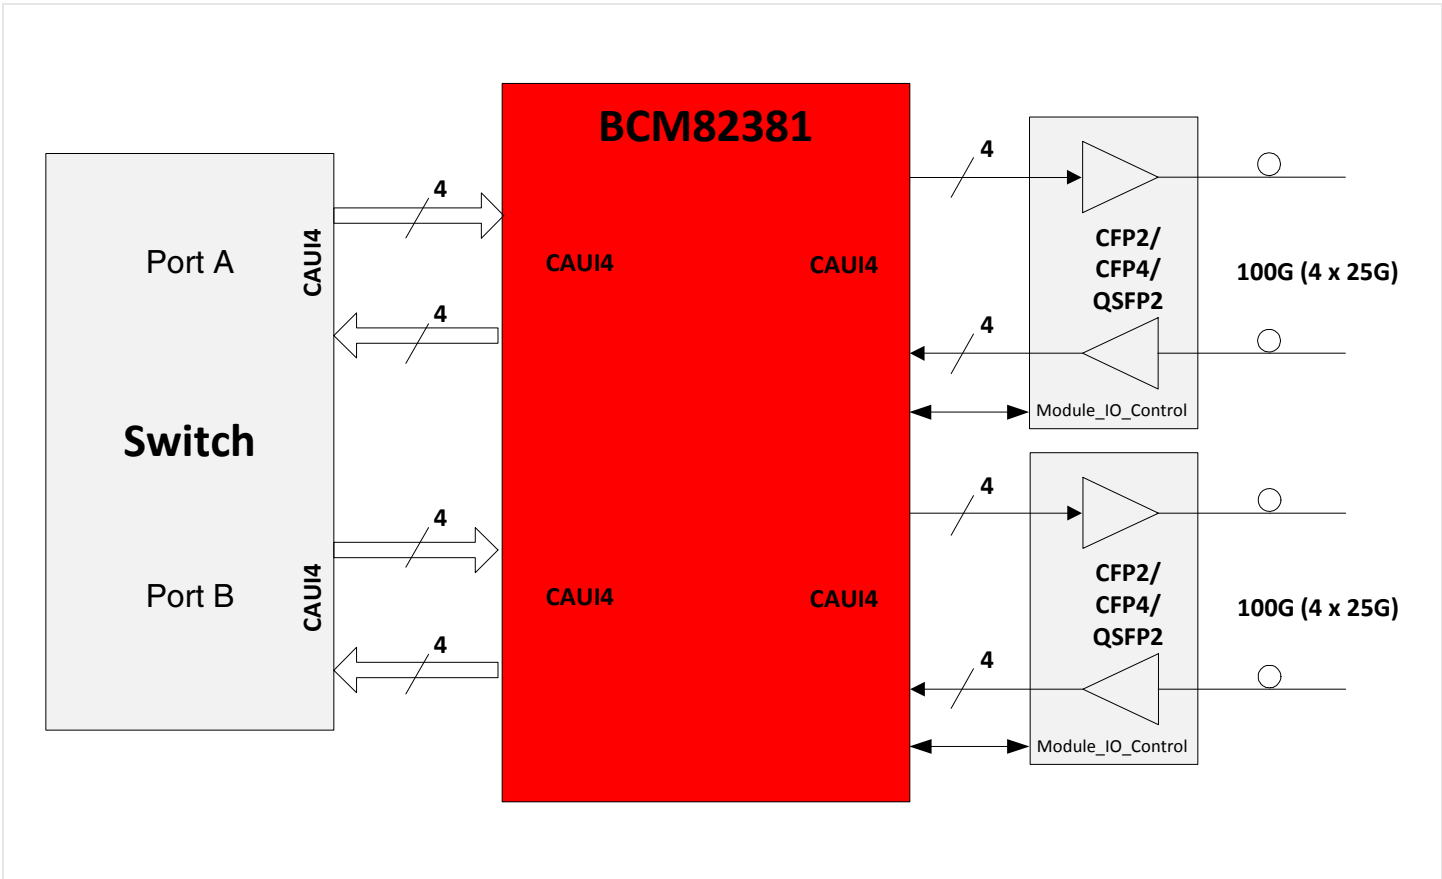 BCM82381
4
4
Port A
CAUI4
CAUI4
CAUI4
CFP2/
CFP4/
QSFP2
100G (4 x 25G)
4
4
Module_IO_Control
Switch
4
4
Port B
CAUI4
CAUI4
CAUI4
CFP2/
CFP4/
QSFP2
100G (4 x 25G)
4
4
Module_IO_Control